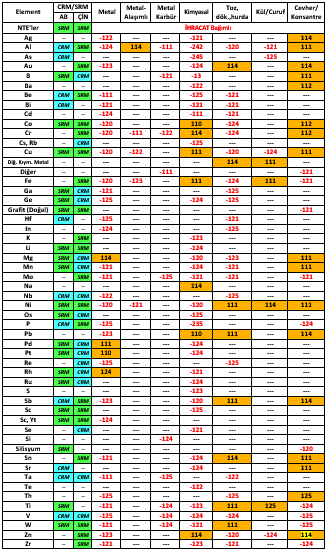 Element CRM/SRM Metal Metal-Alaşımlı Metal Karbür Kimyasal Toz, dök.,hurda Kül/Curuf Cevher/Konsantre
AB ÇİN
NTE'ler SRM SRM İHRACAT Bağımlı
Ag -- -- -122 --- --- -121 --- --- 114
Al CRM SRM -124 114 -111 -242 -120 -121 111
As CRM -- --- --- --- -245 --- -125 ---
Au -- SRM -123 --- --- -124 114 --- 114
B SRM CRM --- --- -121 -13 --- --- 111
Ba -- -- --- --- --- -122 --- --- 112
Be CRM SRM -111 --- --- -125 -121 --- ---
Bi CRM SRM -121 --- --- -121 --- --- ---
Cd -- -- -124 --- --- -111 -121 --- ---
Co SRM SRM -120 --- --- 110 -124 --- 112
Cr -- SRM -120 -111 -122 114 -124 --- 112
Cs, Rb -- CRM --- --- --- -125 --- --- ---
Cu SRM SRM -120 -122 --- 111 -120 -124 111
Diğ. Kıym. Metal -- -- --- --- --- --- 114 111 ---
Diğer -- -- --- --- -111 --- --- --- -121
Fe -- SRM -120 -123 --- 111 -124 111 -121
Ga SRM CRM -121 --- --- --- -125 --- ---
Ge SRM CRM -125 --- --- -124 -125 --- ---
Grafit (Doğal) SRM SRM --- --- --- --- --- --- -121
Hf CRM -- -125 --- --- --- -121 --- ---
In -- CRM -124 --- --- --- -125 --- ---
K -- SRM --- --- --- -123 --- --- ---
Li SRM SRM --- --- --- -124 --- --- ---
Mg SRM CRM 114 --- --- -120 -123 --- 111
Mn SRM CRM -121 --- --- -124 --- --- 111
Mo -- SRM -121 --- -125 -121 -121 --- -121
Na -- -- --- --- --- 114 --- --- ---
Nb CRM CRM -122 --- --- --- -125 --- ---
Ni SRM SRM -120 -121 --- -120 111 114 111
Os SRM CRM --- --- --- -125 --- --- ---
P CRM SRM -125 --- --- -235 --- --- -124
Pb -- -- -123 --- --- 110 111 --- 114
Pd SRM CRM 111 --- --- -124 --- --- ---
Pt SRM CRM 110 --- --- -124 --- --- ---
Re -- CRM -125 --- --- --- -125 --- ---
Rh SRM CRM 124 --- --- -121 --- --- ---
Ru SRM CRM --- --- --- -124 --- --- ---
S -- -- --- --- --- -123 --- --- ---
Sb CRM SRM -123 --- --- -120 111 --- 114
Sc SRM SRM --- --- --- -125 --- --- ---
Sc, Yt SRM SRM -124 --- --- --- --- --- ---
Se -- CRM --- --- --- -121 --- --- ---
Si -- -- --- --- -124 --- --- --- ---
Silisyum SRM -- --- --- --- --- --- --- -120
Sn -- SRM -121 --- --- -124 114 --- 111
Sr CRM -- --- --- --- -124 --- --- 111
Ta CRM CRM -111 --- -125 --- -122 --- ---
Te -- -- --- --- --- -122 --- --- ---
Th -- -- -125 --- --- --- -125 --- 125
Ti SRM CRM -121 --- -124 -123 111 125 -124
V CRM CRM -125 --- -124 -124 -124 --- -125
W SRM SRM -121 --- -124 -121 111 --- -125
Zn -- SRM -123 --- --- 114 -120 -124 114
Zr -- SRM -121 --- --- -123 -121 --- -124